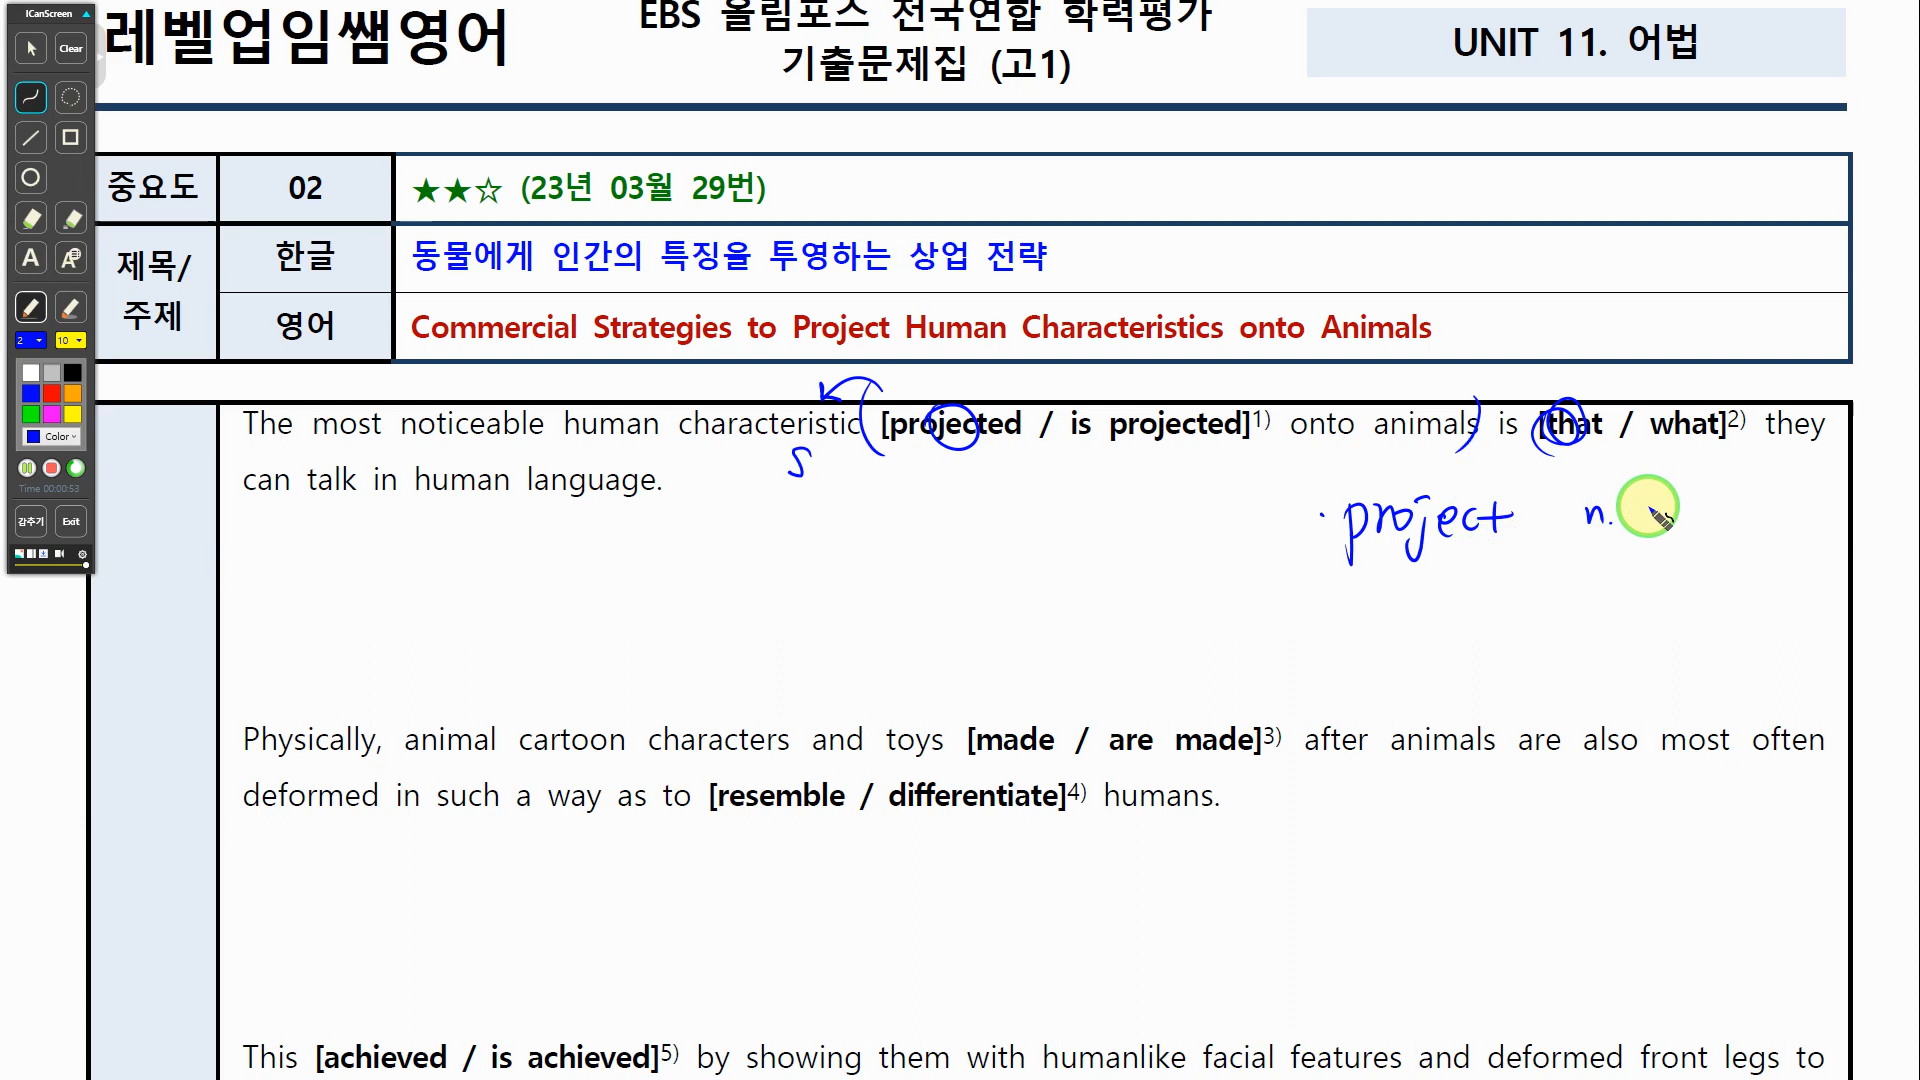 ICanScreen
Clear
레벨업임쌤영어
EBS 올림포스 전국연합 학력평가
기출문제집 (고1)
UNIT 11. 어법
중요도 02 ★★☆ (23년 03월 29번)
제목/
주제
한글 동물에게 인간의 특징을 투영하는 상업 전략
영어 Commercial Strategies to Project Human Characteristics onto Animals
A A
2 10
Color
Time 00:00:53
감추기 Exit
The most noticeable human characteristic [projected / is projected]1) onto animals is [that / what]2) they
S
can talk in human language.
· project n.
Physically, animal cartoon characters and toys [made / are made]3) after animals are also most often
deformed in such a way as to [resemble / differentiate]4) humans.
This [achieved / is achieved]5) by showing them with humanlike facial features and deformed front legs to